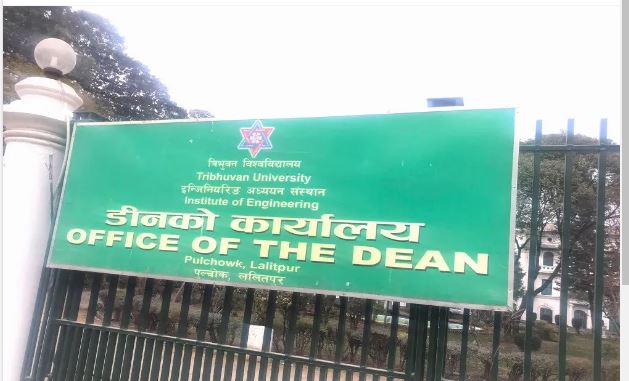 त्रिभुवन विश्वविद्यालय
Tribhuvan University
इन्जिनियरिङ अध्ययन संस्थान
Institute of Engineering
डीनको कार्यालय
OFFICE OF THE DEAN
Pulchowk, Lalitpur
पुल्चोक, ललितपुर